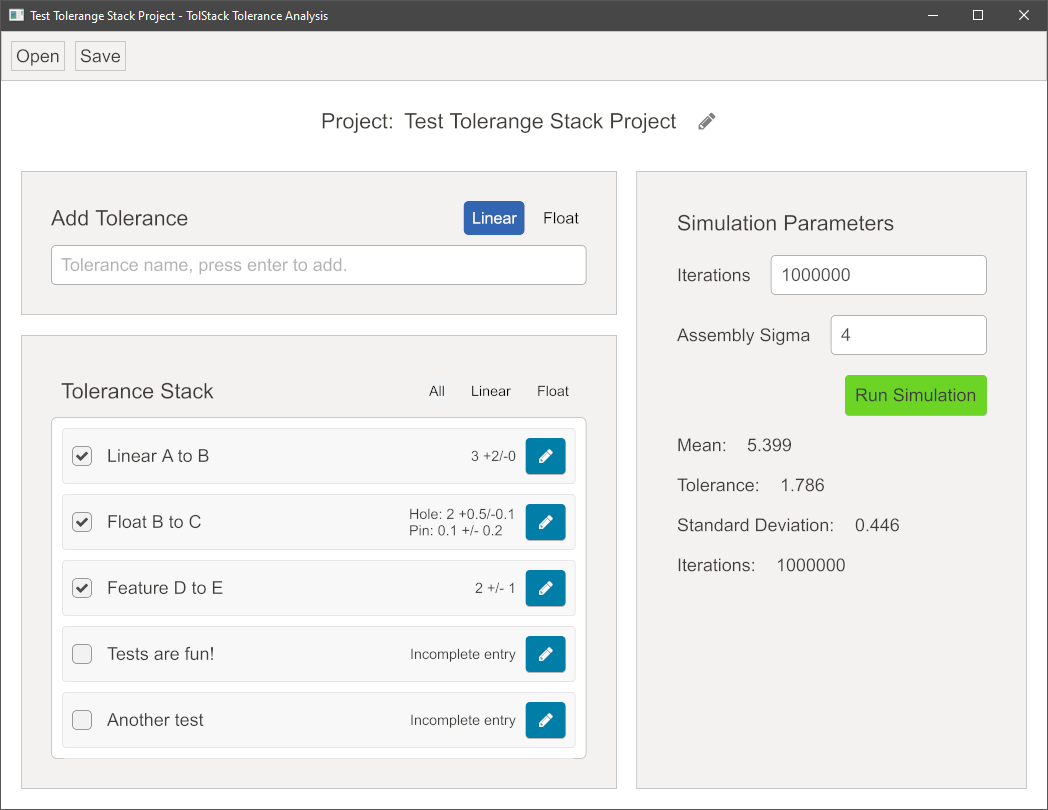 Test Tolerange Stack Project - TolStack Tolerance Analysis
Open Save
Project: Test Tolerange Stack Project
Add Tolerance Linear Float
Tolerance name, press enter to add.
Tolerance Stack All Linear Float
Linear A to B 3 +2/-0
Float B to C Hole: 2 +0.5/-0.1
Pin: 0.1 +/- 0.2
Feature D to E 2 +/- 1
Tests are fun! Incomplete entry
Another test Incomplete entry
Simulation Parameters
Iterations 1000000
Assembly Sigma 4
Run Simulation
Mean: 5.399
Tolerance: 1.786
Standard Deviation: 0.446
Iterations: 1000000